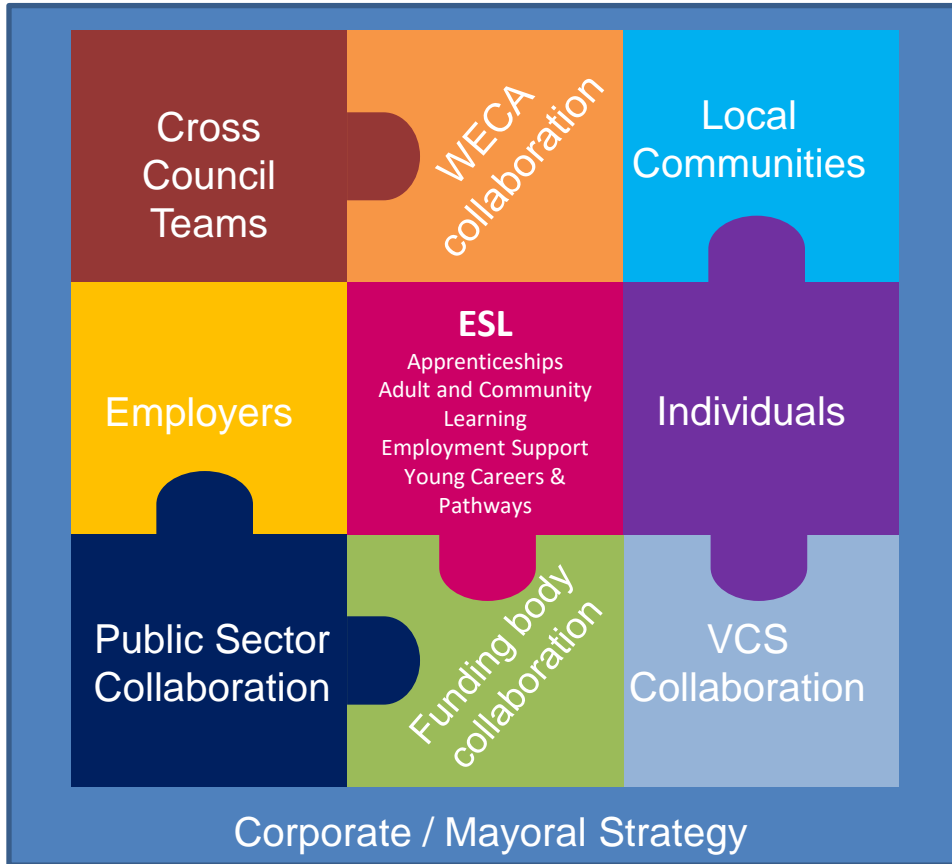 Cross
Council
Teams
WECA
collaboration
Local
Communities
Employers
ESL
Apprenticeships
Adult and Community
Learning
Employment Support
Young Careers &
Pathways
Individuals
Public Sector
Collaboration
Funding body
collaboration
VCS
Collaboration
Corporate / Mayoral Strategy